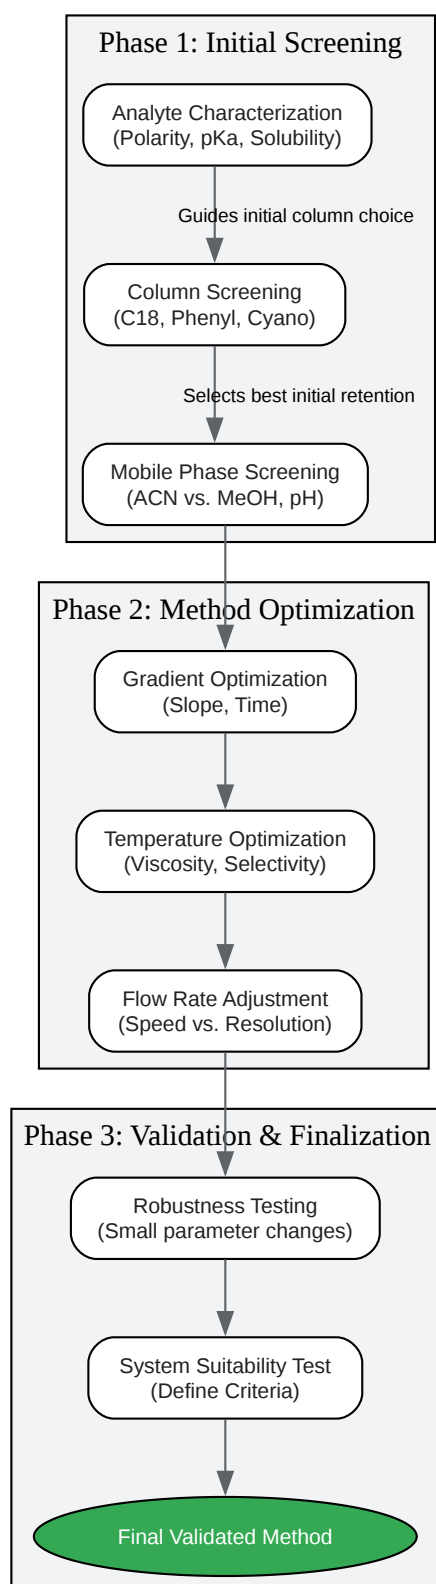 Phase 1: Initial Screening
Analyte Characterization
(Polarity, pKa, Solubility)
Guides initial column choice
Column Screening
(C18, Phenyl, Cyano)
Selects best initial retention
Mobile Phase Screening
(ACN vs. MeOH, pH)
Phase 2: Method Optimization
Gradient Optimization
(Slope, Time)
Temperature Optimization
(Viscosity, Selectivity)
Flow Rate Adjustment
(Speed vs. Resolution)
Phase 3: Validation & Finalization
Robustness Testing
(Small parameter changes)
System Suitability Test
(Define Criteria)
Final Validated Method